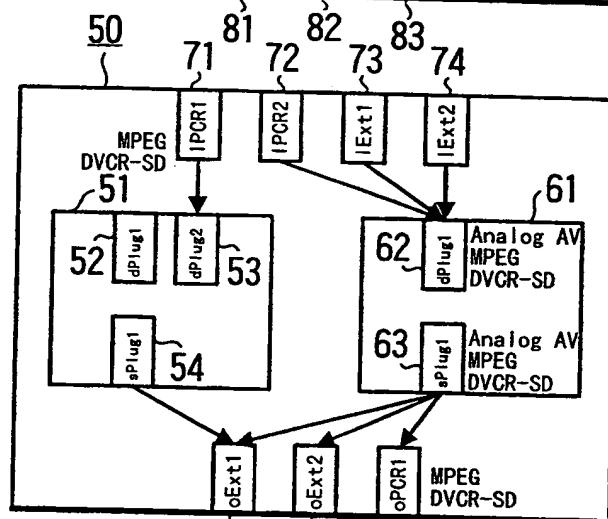 81 82 83
50
71 72 73 74
IPCR1 IPCR2 IExt1 IExt2
MPEG
DVCR-SD
51 61
52 dPlug1 dPlug2 53
62 dPlug1 Analog AV
MPEG
DVCR-SD
sPlug1 54
63 sPlug1 Analog AV
MPEG
DVCR-SD
oExt1 oExt2 oPCR1 MPEG
DVCR-SD